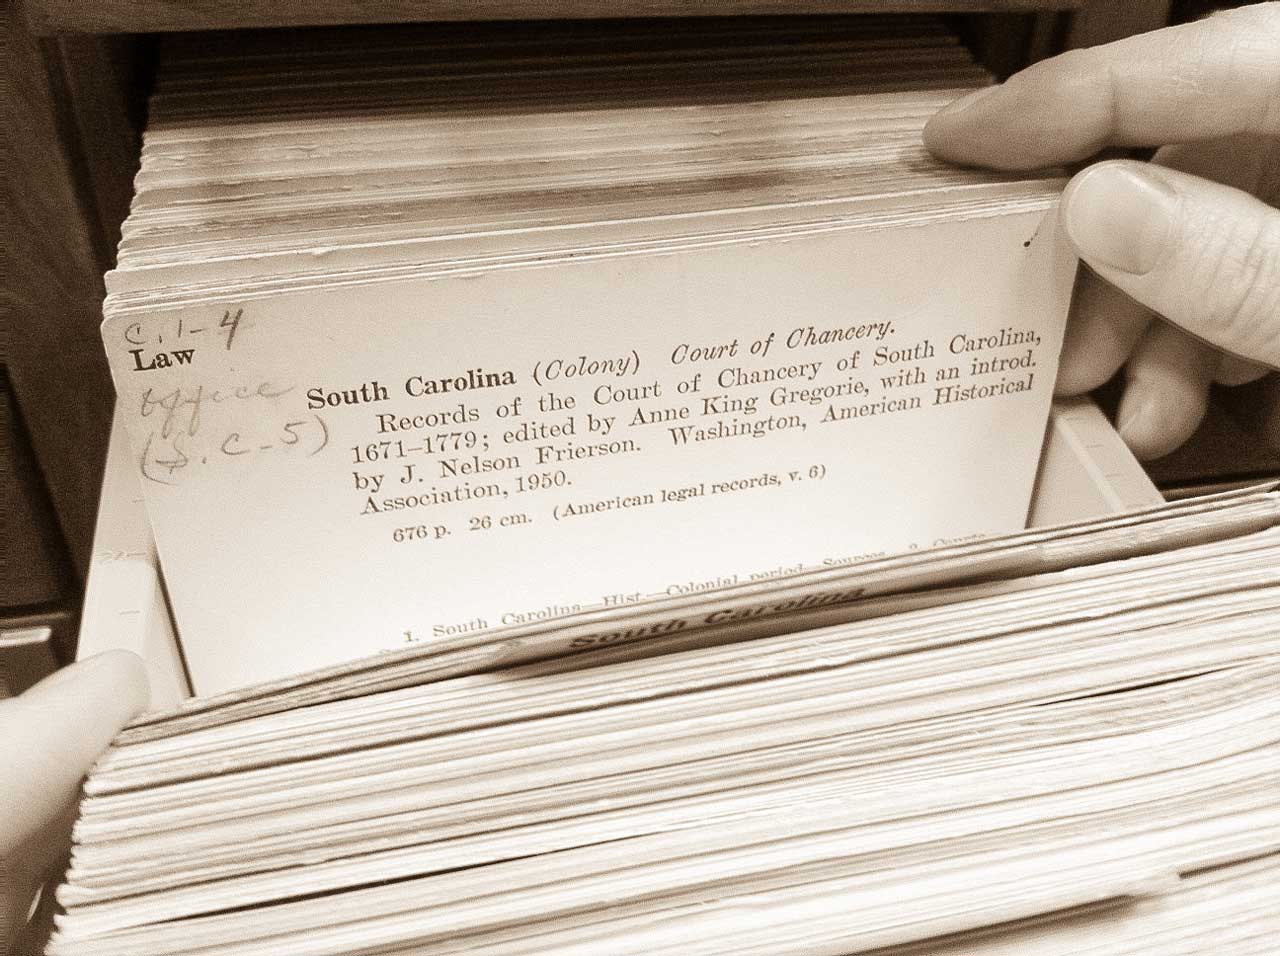 C. 1-4
Law
office
(S. C-5)
South Carolina (Colony) Court of Chancery.
Records of the Court of Chancery of South Carolina,
1671–1779; edited by Anne King Gregorie, with an introd.
by J. Nelson Frierson. Washington, American Historical
Association, 1950.
676 p. 26 cm. (American legal records, v. 6)
1. South Carolina—Hist.—Colonial period—Sources. 2. Courts
South Carolina